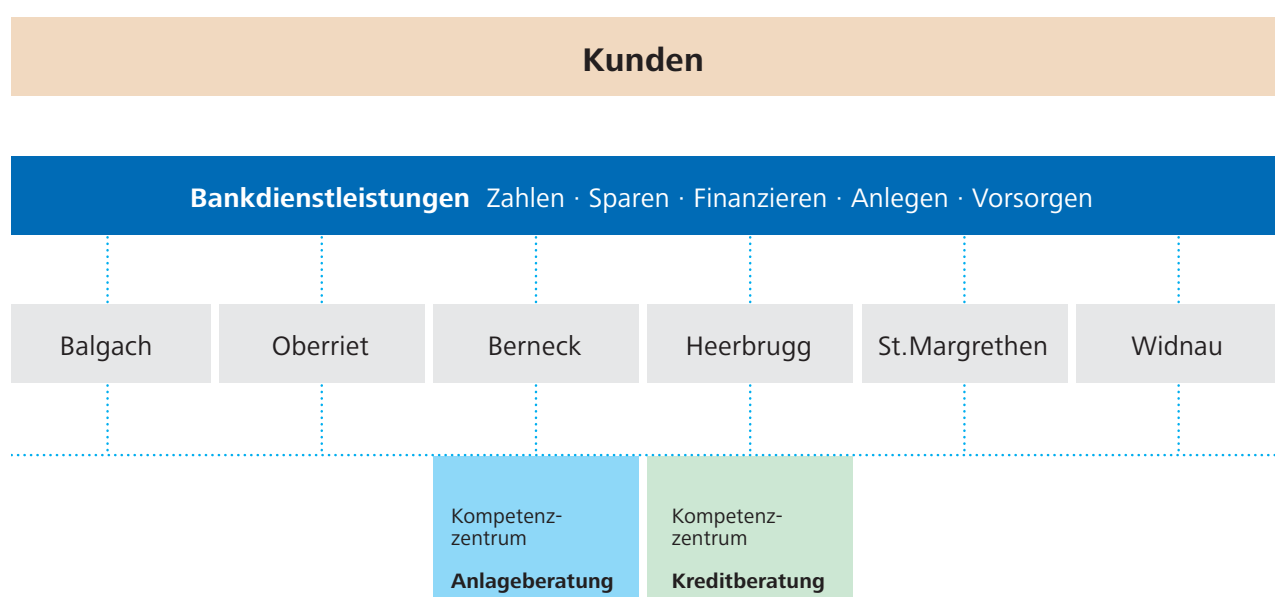 Kunden
Bankdienstleistungen Zahlen · Sparen · Finanzieren · Anlegen · Vorsorgen
Balgach
Oberriet
Berneck
Heerbrugg
St.Margrethen
Widnau
Kompetenz-
zentrum
Anlageberatung
Kompetenz-
zentrum
Kreditberatung